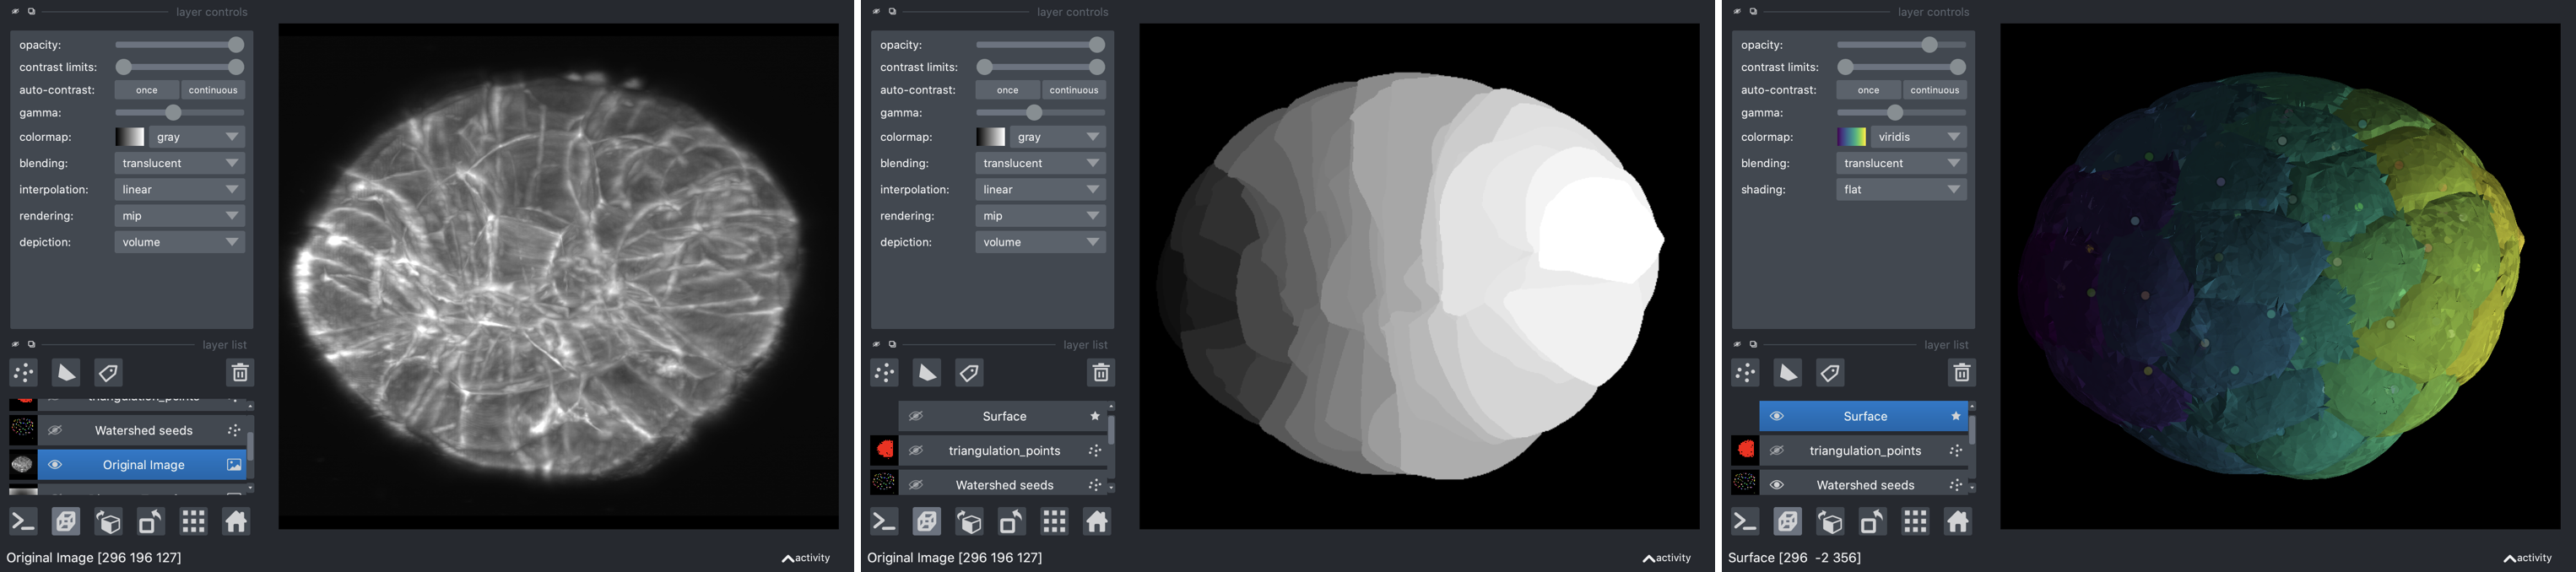 layer controls
opacity:
contrast limits:
auto-contrast: once continuous
gamma:
colormap: gray
blending: translucent
interpolation: linear
rendering: mip
depiction: volume
layer list
triangulation_points
Watershed seeds
Original Image
Original Image [296 196 127]
activity
layer controls
opacity:
contrast limits:
auto-contrast: once continuous
gamma:
colormap: gray
blending: translucent
interpolation: linear
rendering: mip
depiction: volume
layer list
Surface
triangulation_points
Watershed seeds
Original Image [296 196 127]
activity
layer controls
opacity:
contrast limits:
auto-contrast: once continuous
gamma:
colormap: viridis
blending: translucent
shading: flat
layer list
Surface
triangulation_points
Watershed seeds
Surface [296 -2 356]
activity